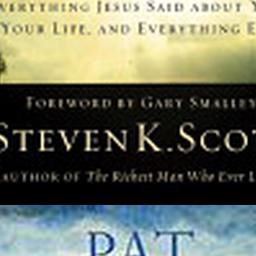 VERYTHING JESUS SAID ABOUT Y
YOUR LIFE, AND EVERYTHING E
FOREWORD BY GARY SMALLEY
STEVEN K. SCOT
AUTHOR OF The Richest Man Who Ever L
PAT